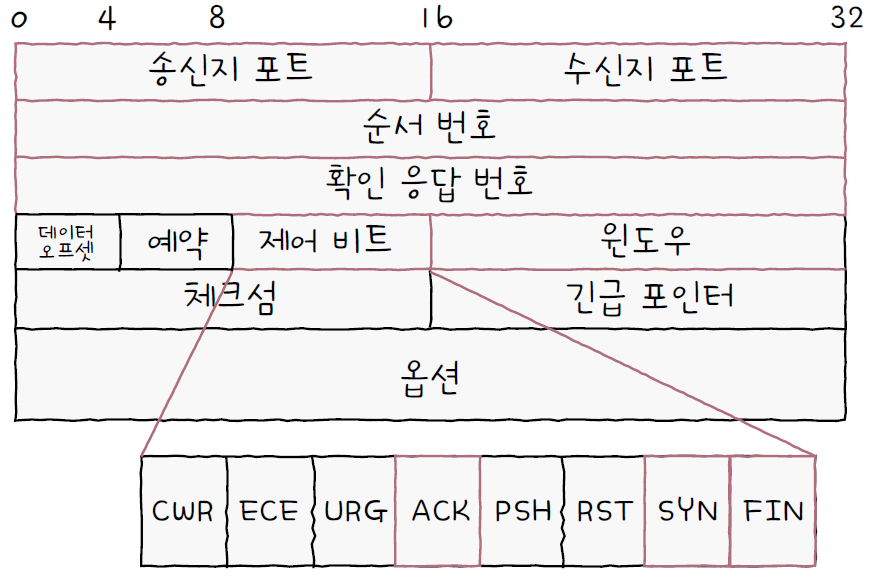 0 4 8 16 32
송신지 포트 수신지 포트
순서 번호
확인 응답 번호
데이터
오프셋
예약 제어 비트 윈도우
체크섬 긴급 포인터
옵션
CWR ECE URG ACK PSH RST SYN FIN